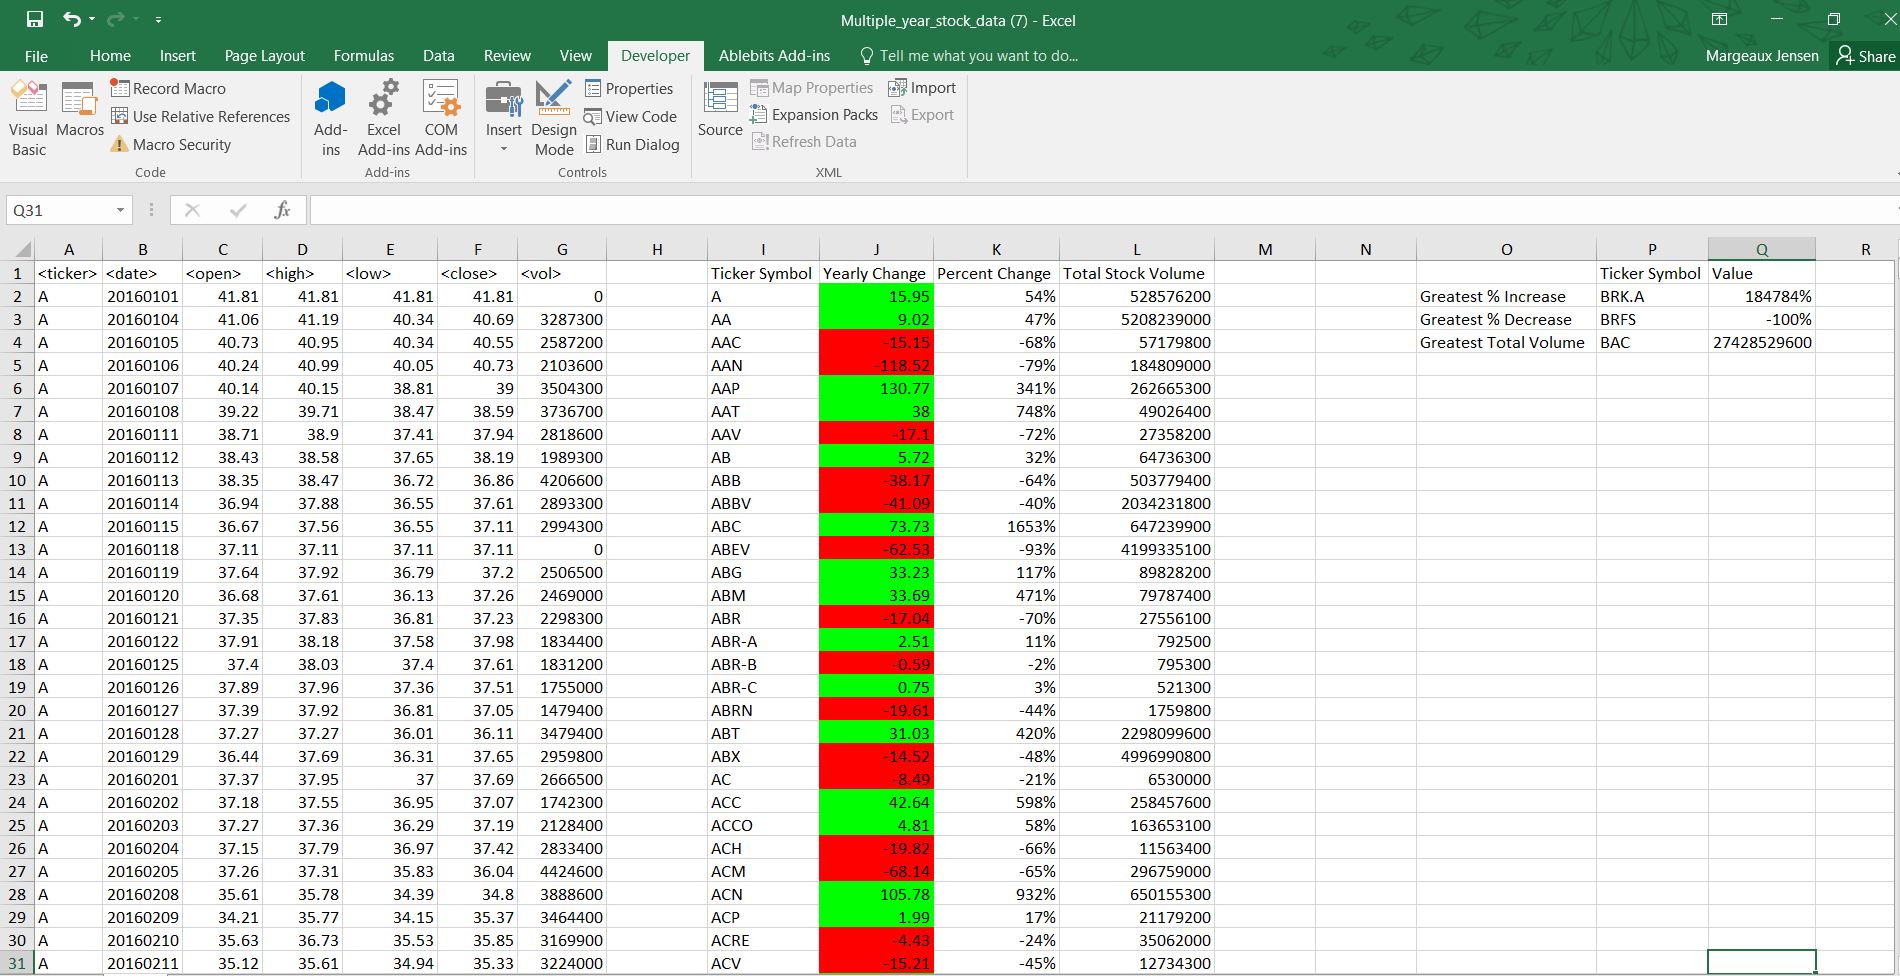 Multiple_year_stock_data (7) - Excel
File Home Insert Page Layout Formulas Data Review View Developer Ablebits Add-ins Tell me what you want to do... Margeaux Jensen Share
Visual Basic
Macros
Record Macro
Use Relative References
Macro Security
Code
Add-ins
Excel Add-ins
COM Add-ins
Add-ins
Insert
Design Mode
Properties
View Code
Run Dialog
Controls
Source
Map Properties
Expansion Packs
Refresh Data
Import
Export
XML
Q31 fx
A B C D E F G H I J K L M N O P Q R
1 <ticker> <date> <open> <high> <low> <close> <vol> Ticker Symbol Yearly Change Percent Change Total Stock Volume Ticker Symbol Value
2 A 20160101 41.81 41.81 41.81 41.81 0 A 15.95 54% 528576200 Greatest % Increase BRK.A 184784%
3 A 20160104 41.06 41.19 40.34 40.69 3287300 AA 9.02 47% 5208239000 Greatest % Decrease BRFS -100%
4 A 20160105 40.73 40.95 40.34 40.55 2587200 AAC -15.15 -68% 57179800 Greatest Total Volume BAC 27428529600
5 A 20160106 40.24 40.99 40.05 40.73 2103600 AAN -118.52 -79% 184809000
6 A 20160107 40.14 40.15 38.81 39 3504300 AAP 130.77 341% 262665300
7 A 20160108 39.22 39.71 38.47 38.59 3736700 AAT 38 748% 49026400
8 A 20160111 38.71 38.9 37.41 37.94 2818600 AAV -17.1 -72% 27358200
9 A 20160112 38.43 38.58 37.65 38.19 1989300 AB 5.72 32% 64736300
10 A 20160113 38.35 38.47 36.72 36.86 4206600 ABB -38.17 -64% 503779400
11 A 20160114 36.94 37.88 36.55 37.61 2893300 ABBV -41.09 -40% 2034231800
12 A 20160115 36.67 37.56 36.55 37.11 2994300 ABC 73.73 1653% 647239900
13 A 20160118 37.11 37.11 37.11 37.11 0 ABEV -62.53 -93% 4199335100
14 A 20160119 37.64 37.92 36.79 37.2 2506500 ABG 33.23 117% 89828200
15 A 20160120 36.68 37.61 36.13 37.26 2469000 ABM 33.69 471% 79787400
16 A 20160121 37.35 37.83 36.81 37.23 2298300 ABR -17.04 -70% 27556100
17 A 20160122 37.91 38.18 37.58 37.98 1834400 ABR-A 2.51 11% 792500
18 A 20160125 37.4 38.03 37.4 37.61 1831200 ABR-B -0.59 -2% 795300
19 A 20160126 37.89 37.96 37.36 37.51 1755000 ABR-C 0.75 3% 521300
20 A 20160127 37.39 37.92 36.81 37.05 1479400 ABRN -19.61 -44% 1759800
21 A 20160128 37.27 37.27 36.01 36.11 3479400 ABT 31.03 420% 2298099600
22 A 20160129 36.44 37.69 36.31 37.65 2959800 ABX -14.52 -48% 4996990800
23 A 20160201 37.37 37.95 37 37.69 2666500 AC -8.49 -21% 6530000
24 A 20160202 37.18 37.55 36.95 37.07 1742300 ACC 42.64 598% 258457600
25 A 20160203 37.27 37.36 36.29 37.19 2128400 ACCO 4.81 58% 163653100
26 A 20160204 37.15 37.79 36.97 37.42 2833400 ACH -19.82 -66% 11563400
27 A 20160205 37.26 37.31 35.83 36.04 4424600 ACM -68.14 -65% 296759000
28 A 20160208 35.61 35.78 34.39 34.8 3888600 ACN 105.78 932% 650155300
29 A 20160209 34.21 35.77 34.15 35.37 3464400 ACP 1.99 17% 21179200
30 A 20160210 35.63 36.73 35.53 35.85 3169900 ACRE -4.43 -24% 35062000
31 A 20160211 35.12 35.61 34.94 35.33 3224000 ACV -15.21 -45% 12734300